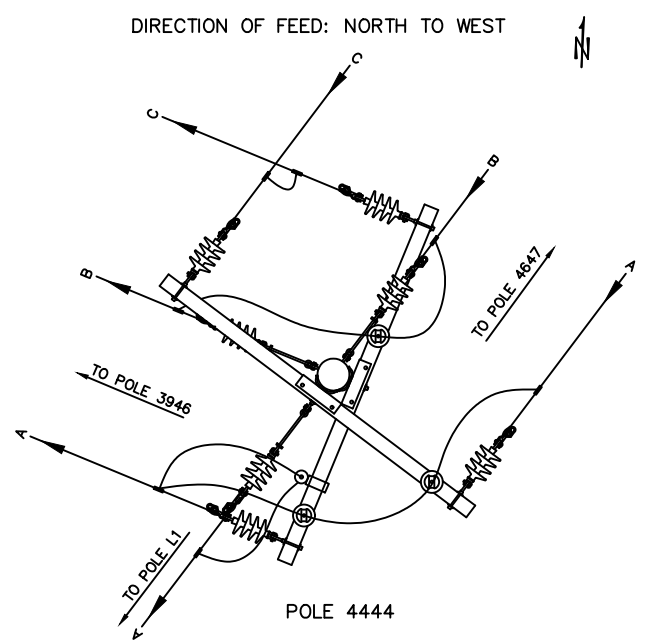 DIRECTION OF FEED: NORTH TO WEST
N
C
C
B
TO POLE 4647
A
B
TO POLE 3946
A
TO POLE L1
A
POLE 4444